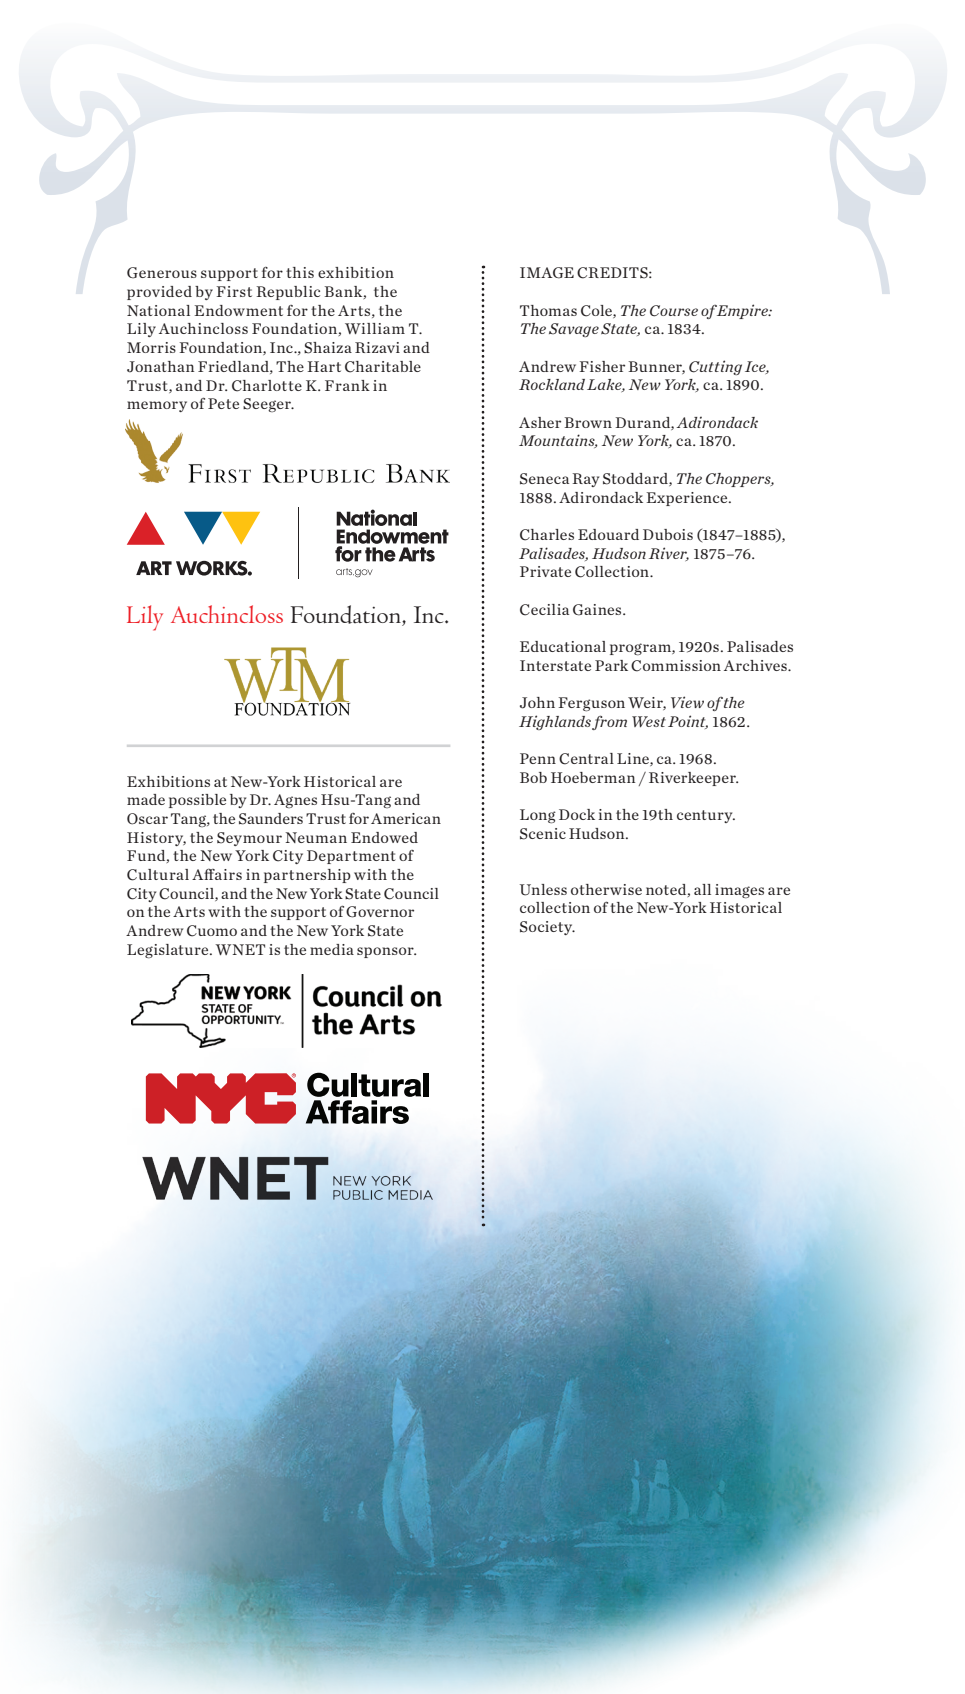 Generous support for this exhibition
provided by First Republic Bank, the
National Endowment for the Arts, the
Lily Auchincloss Foundation, William T.
Morris Foundation, Inc., Shaiza Rizavi and
Jonathan Friedland, The Hart Charitable
Trust, and Dr. Charlotte K. Frank in
memory of Pete Seeger.
FIRST REPUBLIC BANK
ART WORKS.
National
Endowment
for the Arts
arts.gov
Lily Auchincloss Foundation, Inc.
WTM
FOUNDATION
Exhibitions at New-York Historical are
made possible by Dr. Agnes Hsu-Tang and
Oscar Tang, the Saunders Trust for American
History, the Seymour Neuman Endowed
Fund, the New York City Department of
Cultural Affairs in partnership with the
City Council, and the New York State Council
on the Arts with the support of Governor
Andrew Cuomo and the New York State
Legislature. WNET is the media sponsor.
NEW YORK
STATE OF
OPPORTUNITY™
Council on
the Arts
NYC®
Cultural
Affairs
WNET
NEW YORK
PUBLIC MEDIA
IMAGE CREDITS:
Thomas Cole, The Course of Empire:
The Savage State, ca. 1834.
Andrew Fisher Bunner, Cutting Ice,
Rockland Lake, New York, ca. 1890.
Asher Brown Durand, Adirondack
Mountains, New York, ca. 1870.
Seneca Ray Stoddard, The Choppers,
1888. Adirondack Experience.
Charles Edouard Dubois (1847–1885),
Palisades, Hudson River, 1875–76.
Private Collection.
Cecilia Gaines.
Educational program, 1920s. Palisades
Interstate Park Commission Archives.
John Ferguson Weir, View of the
Highlands from West Point, 1862.
Penn Central Line, ca. 1968.
Bob Hoeberman / Riverkeeper.
Long Dock in the 19th century.
Scenic Hudson.
Unless otherwise noted, all images are
collection of the New-York Historical
Society.